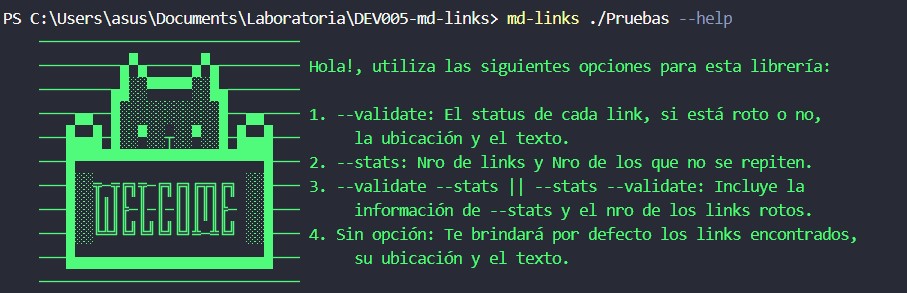 PS C:\Users\asus\Documents\Laboratoria\DEV005-md-links> md-links ./Pruebas --help
Hola!, utiliza las siguientes opciones para esta librería:
1. --validate: El status de cada link, si está roto o no,
la ubicación y el texto.
2. --stats: Nro de links y Nro de los que no se repiten.
3. --validate --stats || --stats --validate: Incluye la
información de --stats y el nro de los links rotos.
4. Sin opción: Te brindará por defecto los links encontrados,
su ubicación y el texto.
WELCOME